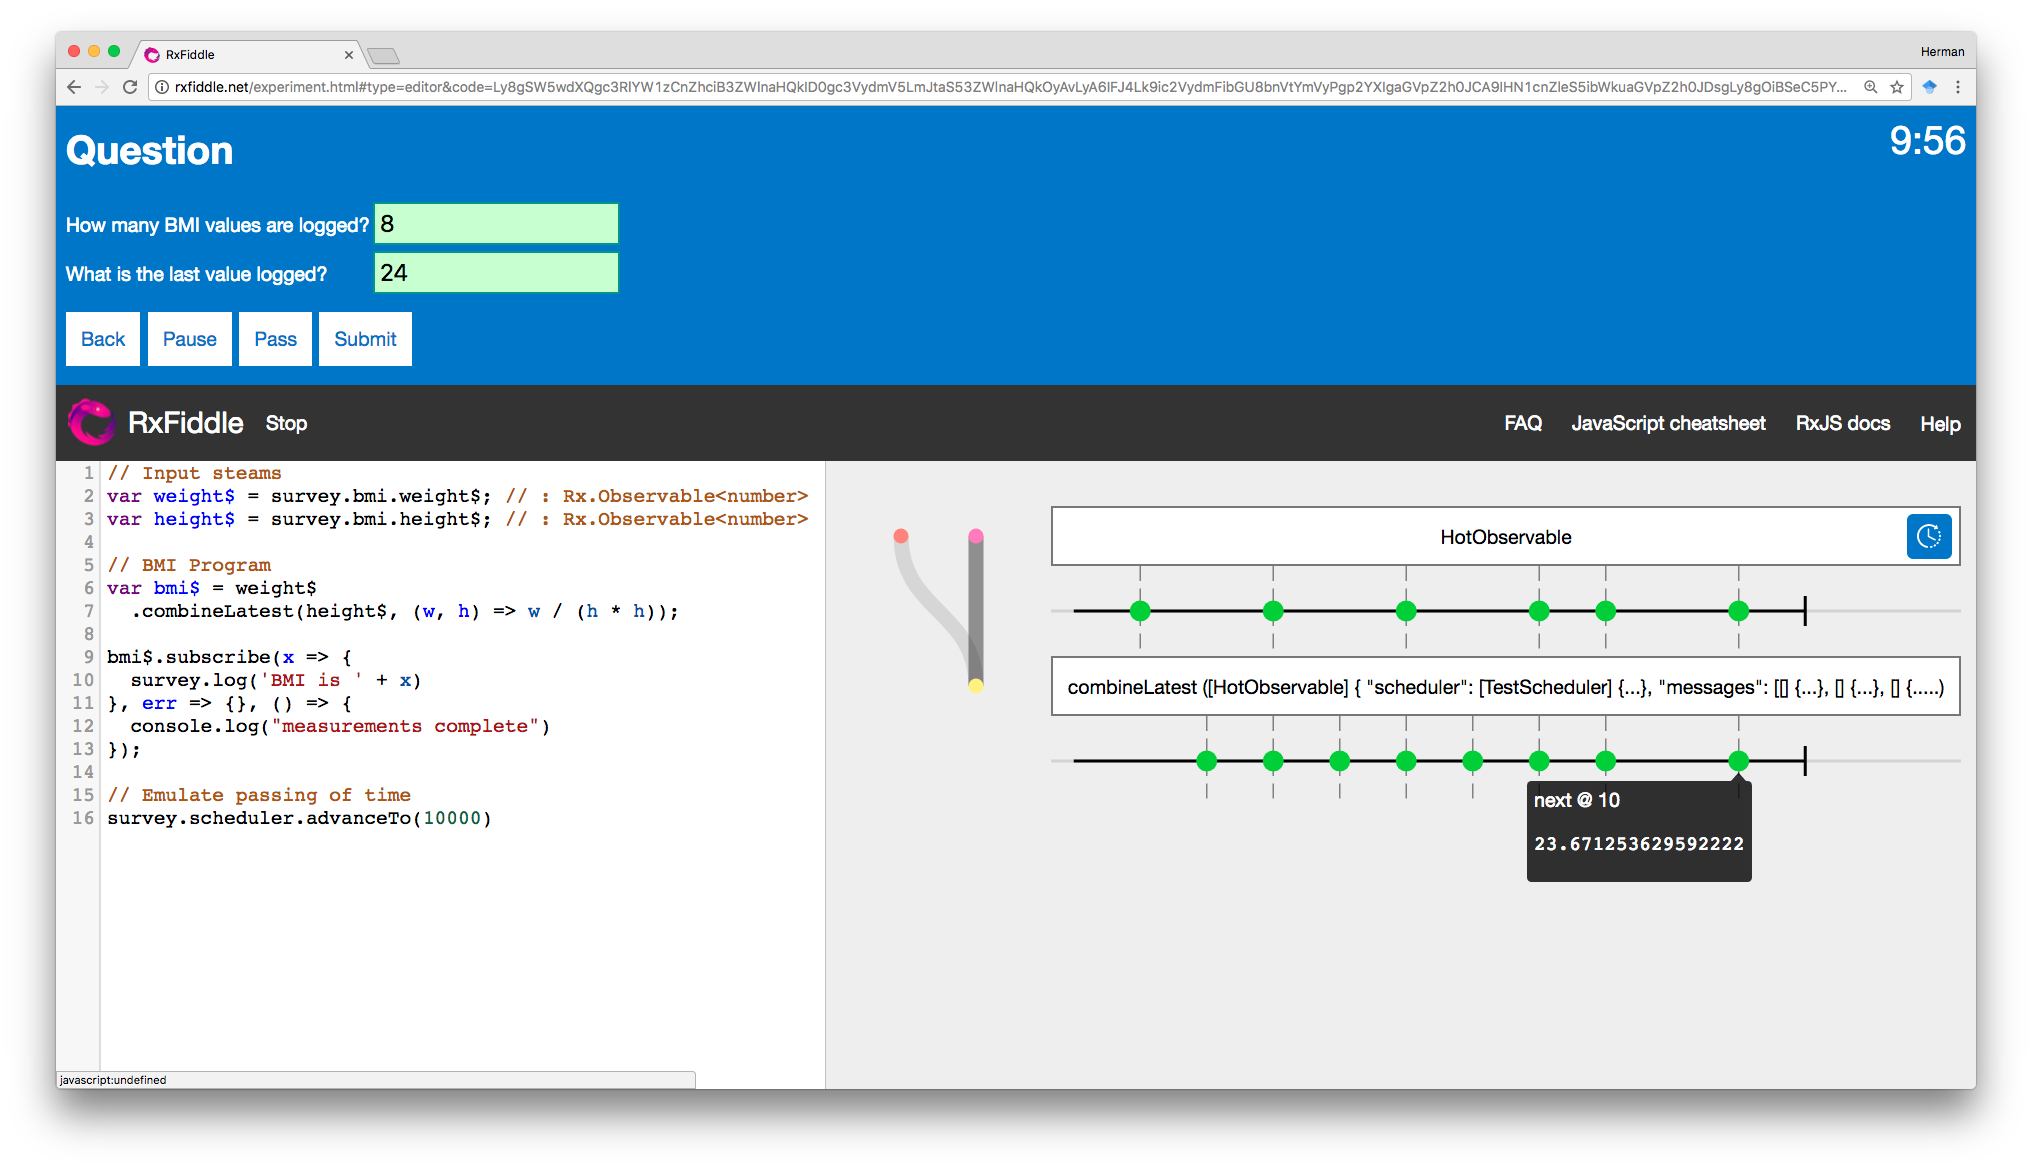 RxFiddle
Herman
rxfiddle.net/experiment.html#type=editor&code=Ly8gSW5wdXQgc3RlYW1zCnZhciB3ZWlnaHQkID0gc3VydmV5LmJtaS53ZWlnaHQkOyAvLyA6IFJ4Lk9ic2VydmFibGU8bnVtYmVyPgp2YXIgaGVpZ2h0JCA9IHN1cnZleS5ibWkuaGVpZ2h0JDsgLy8gOiBSeC5PY...
Question
9:56
How many BMI values are logged? 8
What is the last value logged? 24
Back Pause Pass Submit
RxFiddle Stop FAQ JavaScript cheatsheet RxJS docs Help
1 // Input steams
2 var weight$ = survey.bmi.weight$; // : Rx.Observable<number>
3 var height$ = survey.bmi.height$; // : Rx.Observable<number>
4
5 // BMI Program
6 var bmi$ = weight$
7 .combineLatest(height$, (w, h) => w / (h * h));
8
9 bmi$.subscribe(x => {
10 survey.log('BMI is ' + x)
11 }, err => {}, () => {
12 console.log("measurements complete")
13 });
14
15 // Emulate passing of time
16 survey.scheduler.advanceTo(10000)
HotObservable
combineLatest ([HotObservable] { "scheduler": [TestScheduler] {...}, "messages": [[] {...}, [] {...}, [] {.....)
next @ 10
23.671253629592222
javascript:undefined